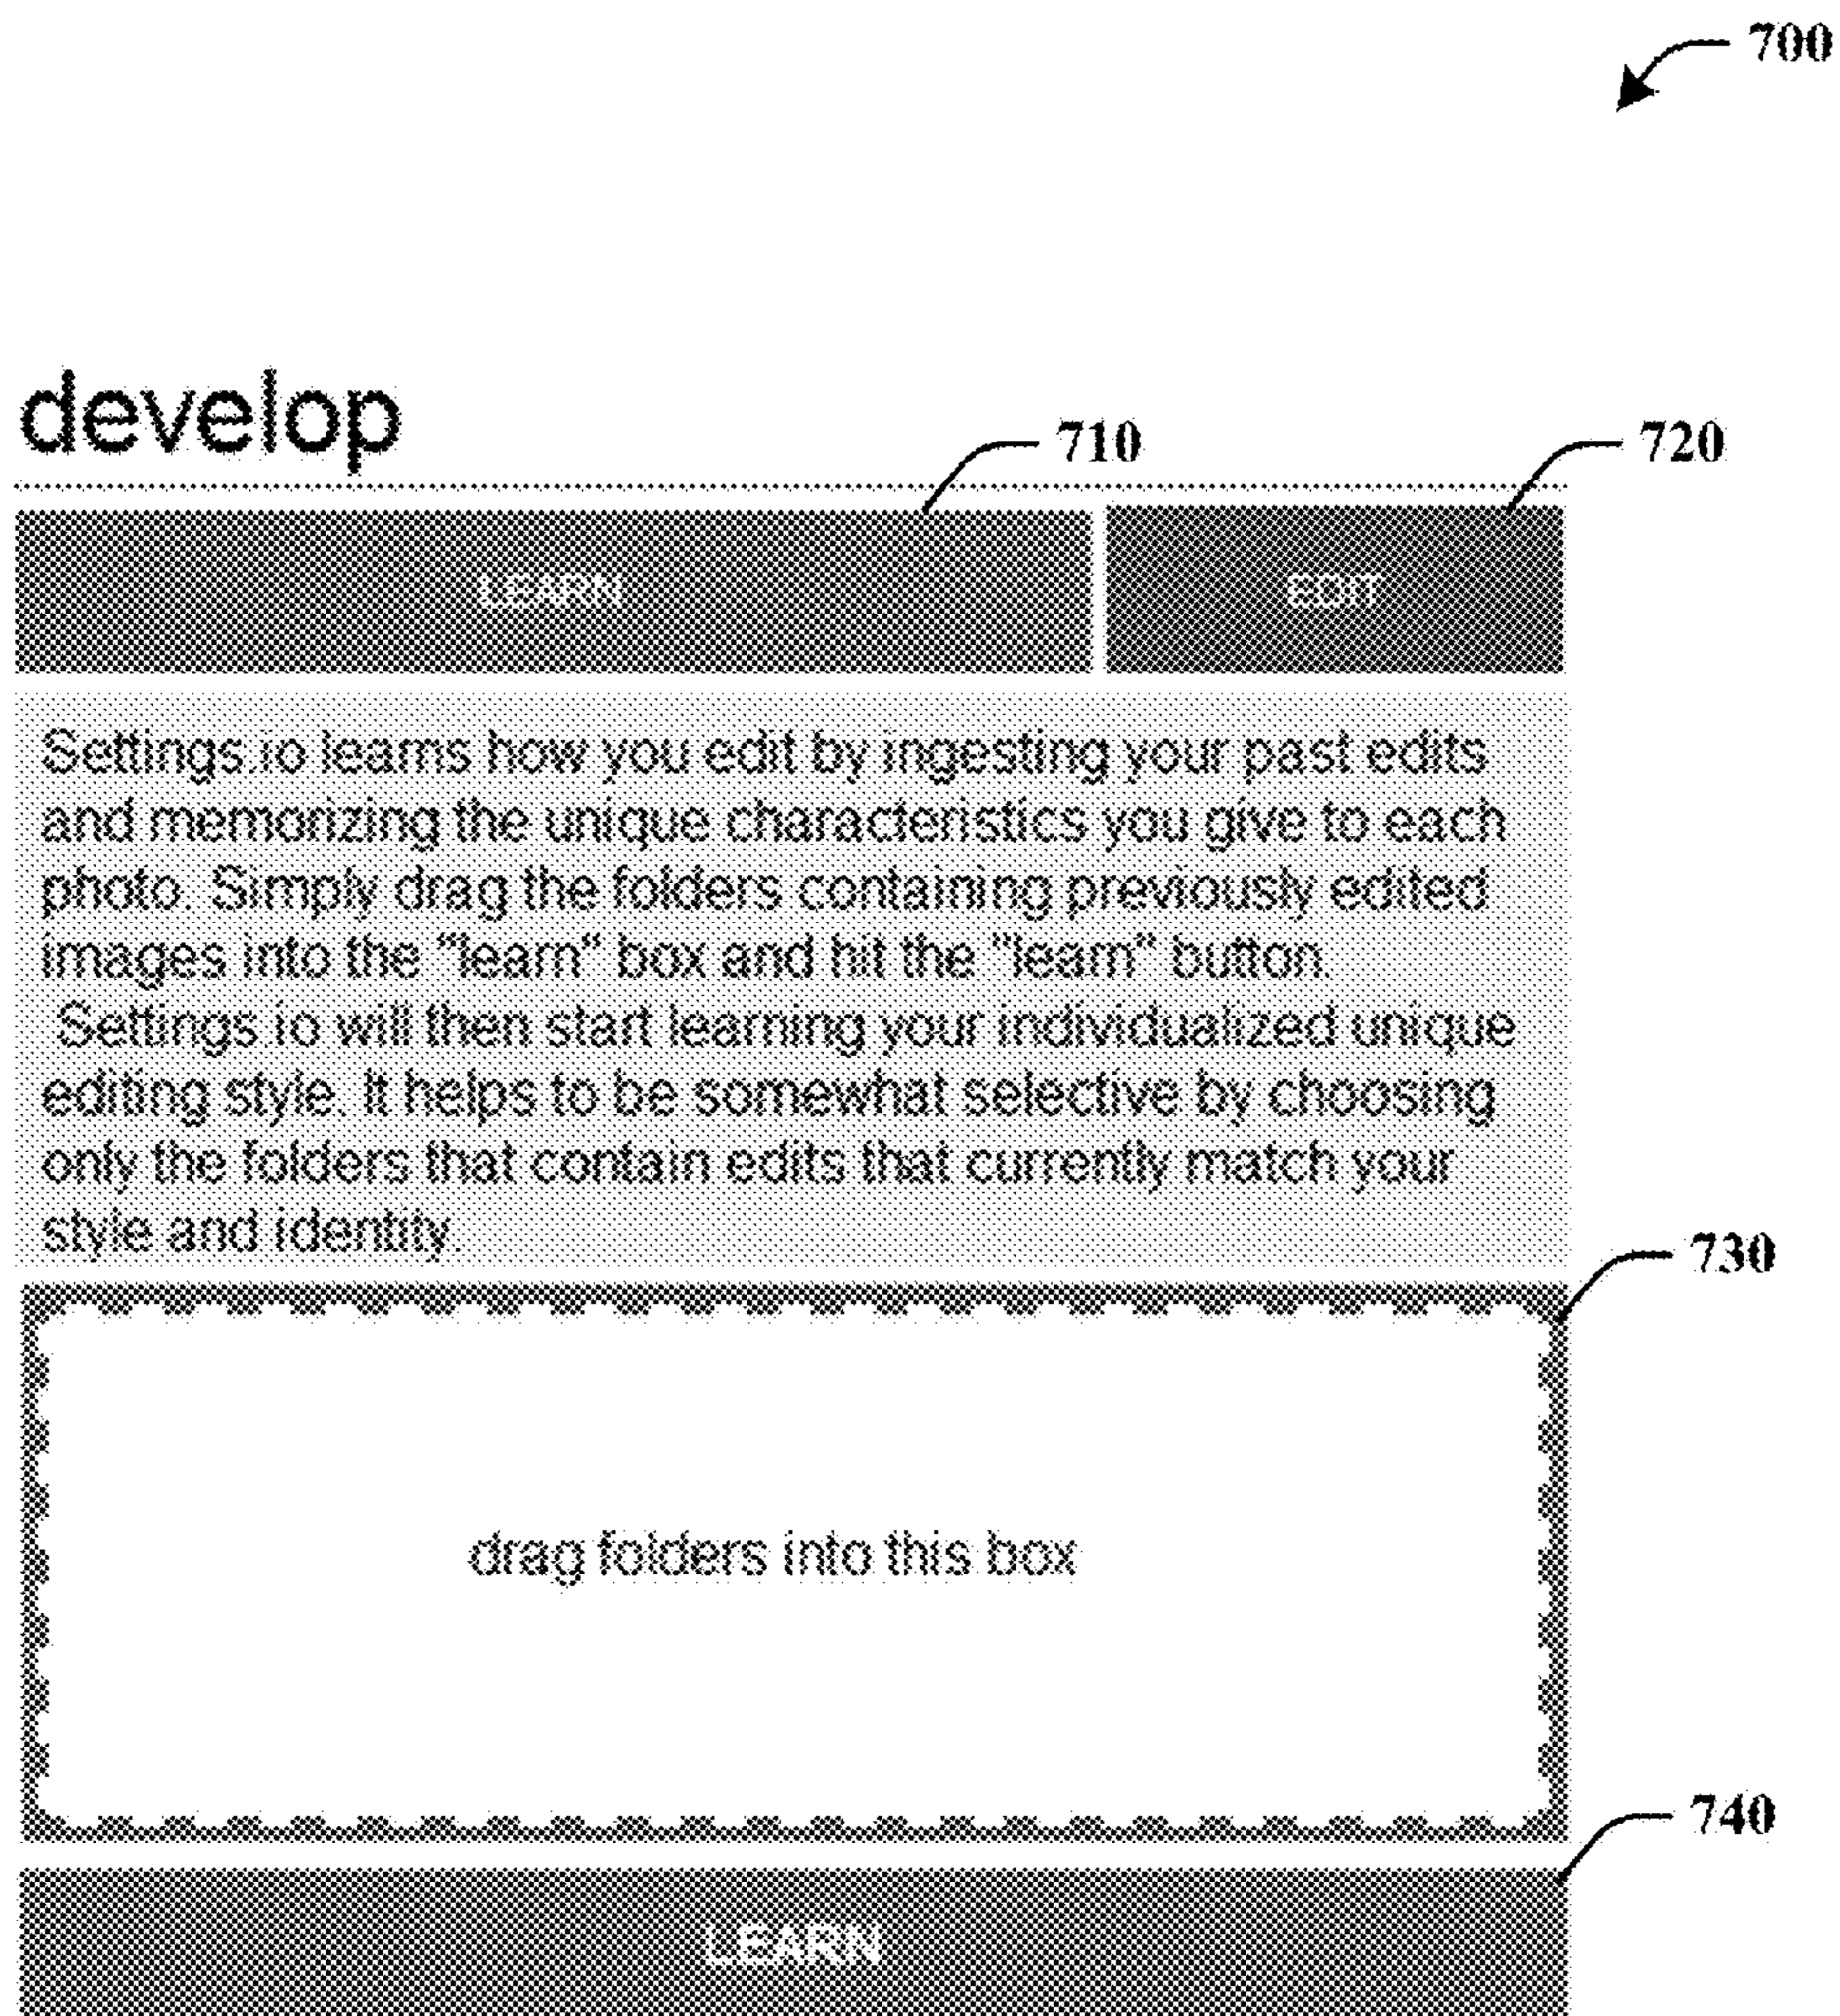 700
develop
710
720
LEARN
EDIT
Settings.io learns how you edit by ingesting your past edits
and memorizing the unique characteristics you give to each
photo. Simply drag the folders containing previously edited
images into the "learn" box and hit the "learn" button.
Settings.io will then start learning your individualized unique
editing style. It helps to be somewhat selective by choosing
only the folders that contain edits that currently match your
style and identity.
730
drag folders into this box
740
LEARN